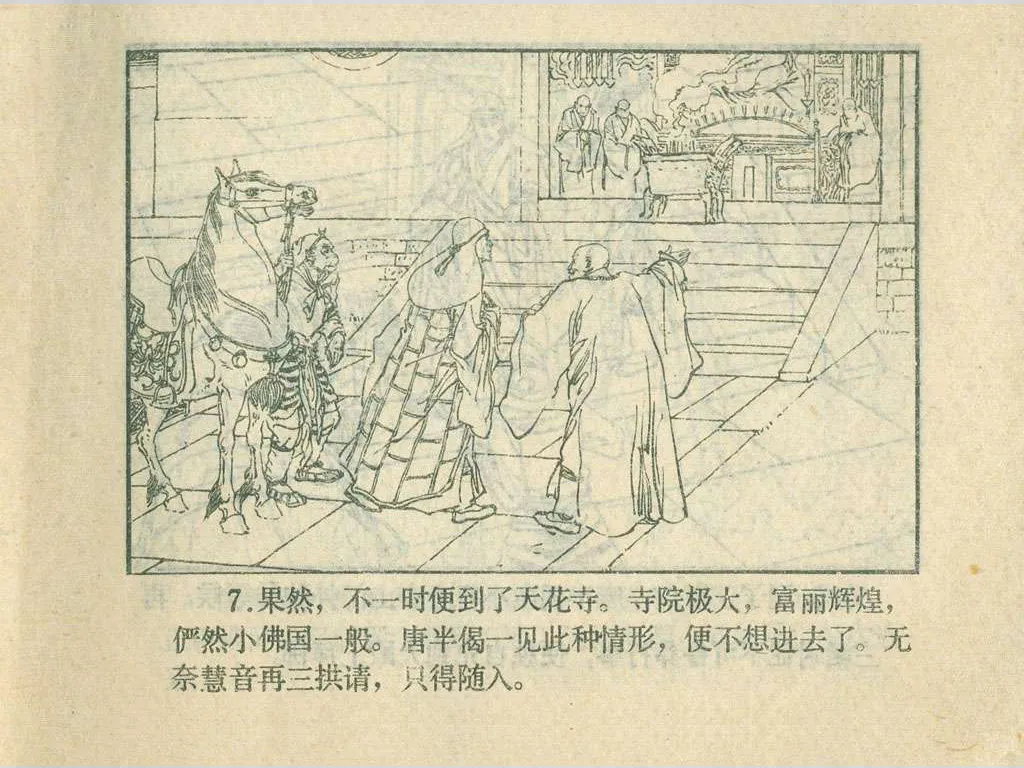 7.果然，不一时便到了天花寺。寺院极大，富丽辉煌，
俨然小佛国一般。唐半偈一见此种情形，便不想进去了。无
奈慧音再三拱请，只得随入。